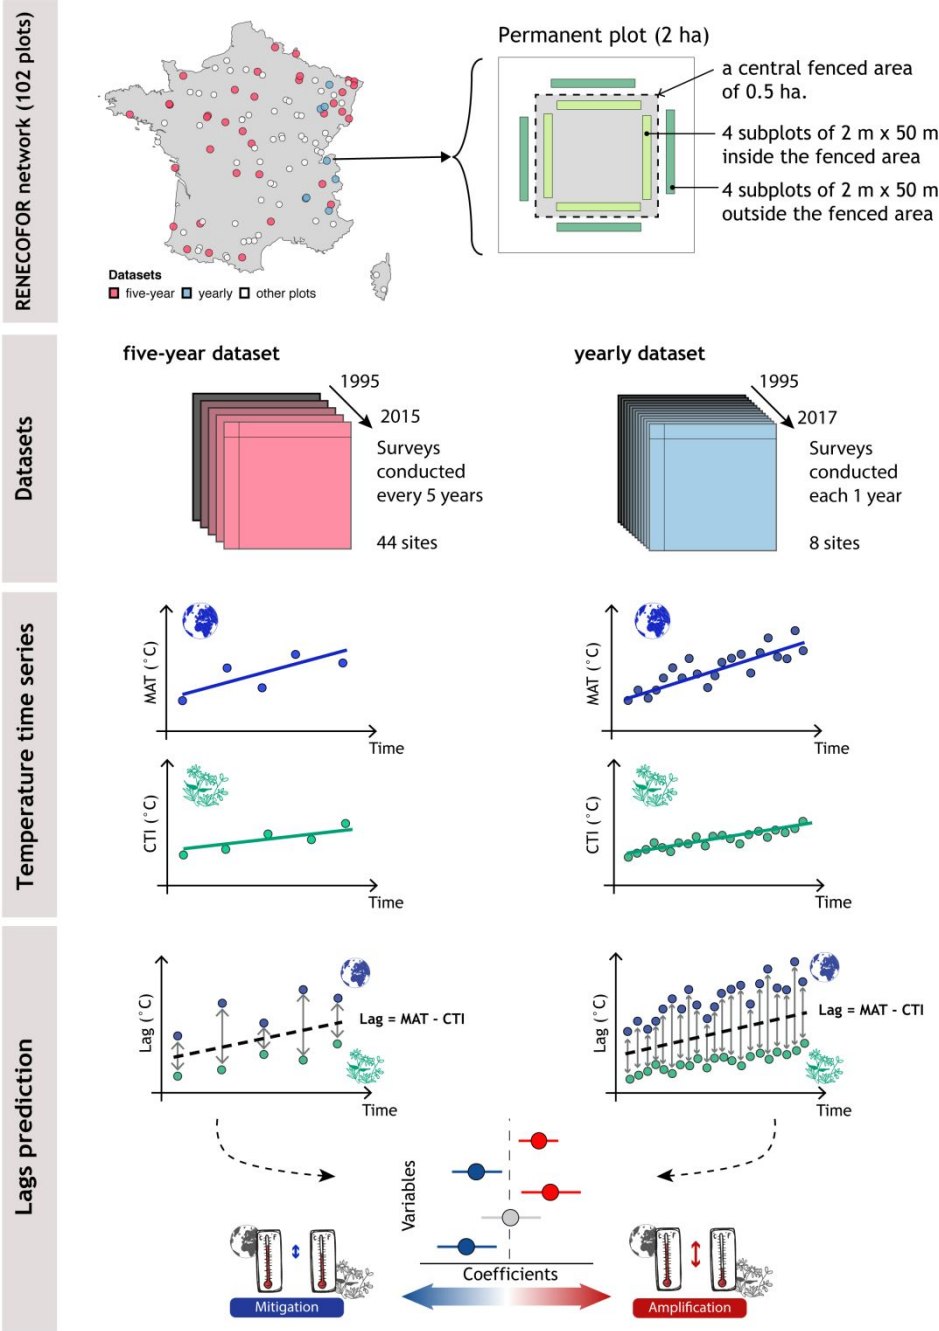 RENECOFOR network (102 plots)
Permanent plot (2 ha)
a central fenced area
of 0.5 ha.
4 subplots of 2 m x 50 m
inside the fenced area
4 subplots of 2 m x 50 m
outside the fenced area
Datasets
five-year yearly other plots
Datasets
five-year dataset
1995
2015
Surveys
conducted
every 5 years
44 sites
yearly dataset
1995
2017
Surveys
conducted
each 1 year
8 sites
Temperature time series
MAT (°C)
Time
MAT (°C)
Time
CTI (°C)
Time
CTI (°C)
Time
Lags prediction
Lag (°C)
Lag = MAT - CTI
Time
Lag (°C)
Lag = MAT - CTI
Time
Variables
Coefficients
C F
C F
Mitigation
C F
C F
Amplification